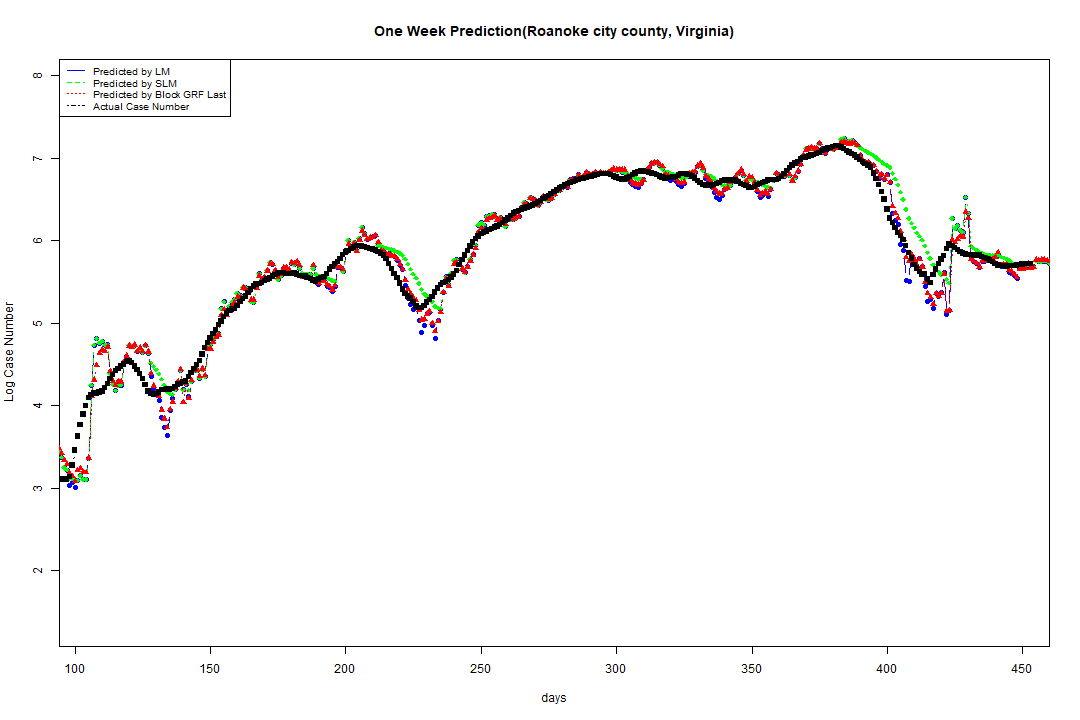 One Week Prediction(Roanoke city county, Virginia)
Predicted by LM
Predicted by SLM
Predicted by Block GRF Last
Actual Case Number
Log Case Number
8
7
6
5
4
3
2
100 150 200 250 300 350 400 450
days